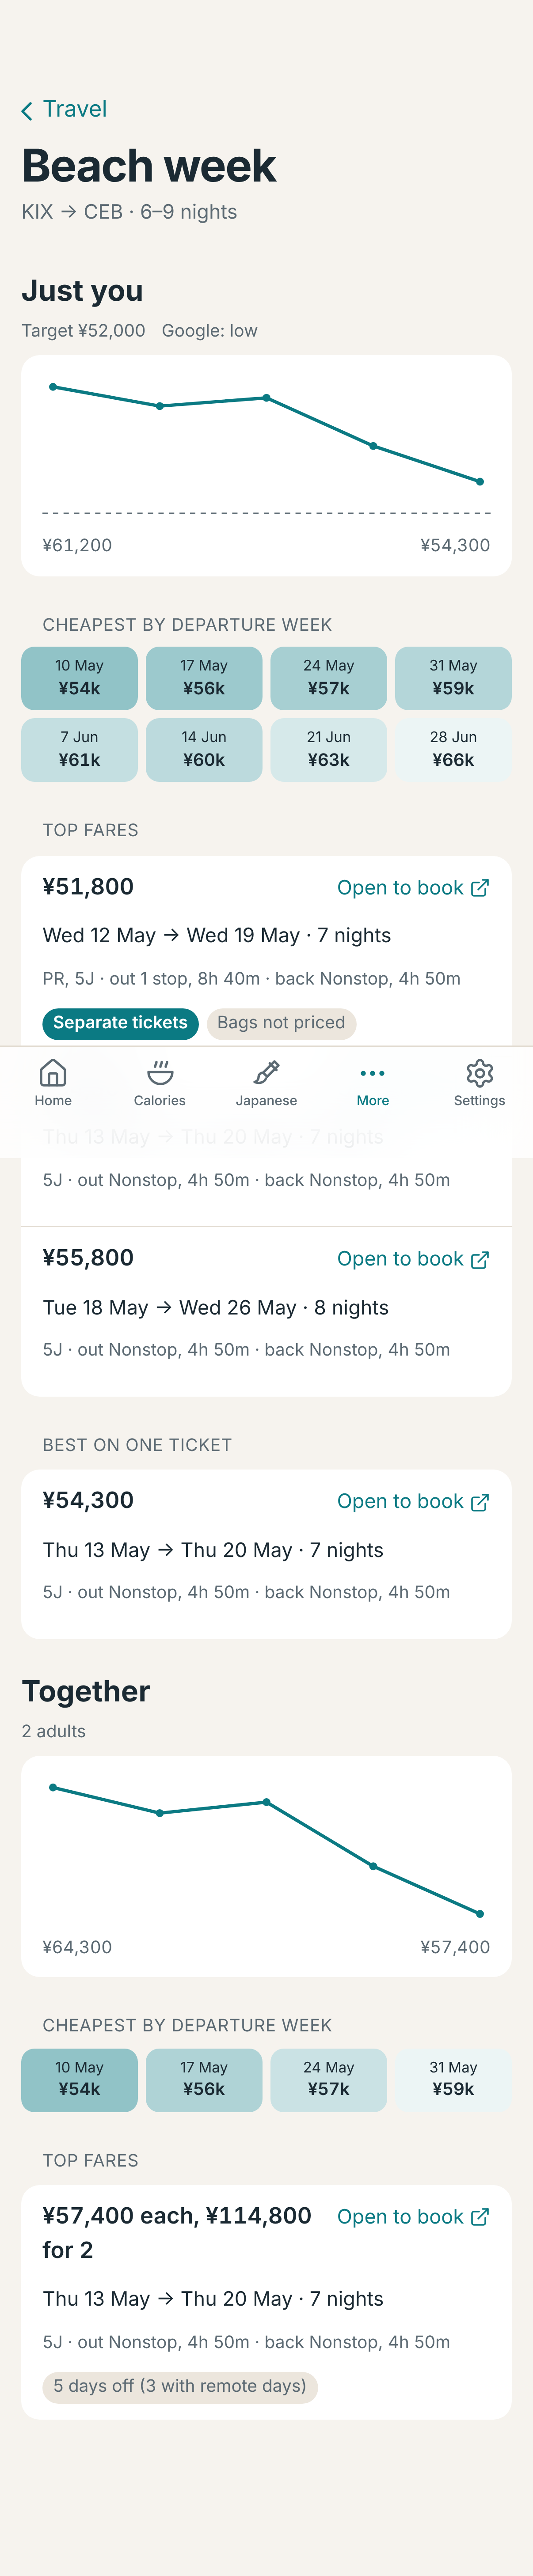 Travel
Beach week
KIX → CEB · 6–9 nights
Just you
Target ¥52,000 Google: low
¥61,200 ¥54,300
CHEAPEST BY DEPARTURE WEEK
10 May 17 May 24 May 31 May
¥54k ¥56k ¥57k ¥59k
7 Jun 14 Jun 21 Jun 28 Jun
¥61k ¥60k ¥63k ¥66k
TOP FARES
¥51,800 Open to book
Wed 12 May → Wed 19 May · 7 nights
PR, 5J · out 1 stop, 8h 40m · back Nonstop, 4h 50m
Separate tickets Bags not priced
Home Calories Japanese More Settings
Thu 13 May → Thu 20 May · 7 nights
5J · out Nonstop, 4h 50m · back Nonstop, 4h 50m
¥55,800 Open to book
Tue 18 May → Wed 26 May · 8 nights
5J · out Nonstop, 4h 50m · back Nonstop, 4h 50m
BEST ON ONE TICKET
¥54,300 Open to book
Thu 13 May → Thu 20 May · 7 nights
5J · out Nonstop, 4h 50m · back Nonstop, 4h 50m
Together
2 adults
¥64,300 ¥57,400
CHEAPEST BY DEPARTURE WEEK
10 May 17 May 24 May 31 May
¥54k ¥56k ¥57k ¥59k
TOP FARES
¥57,400 each, ¥114,800 Open to book
for 2
Thu 13 May → Thu 20 May · 7 nights
5J · out Nonstop, 4h 50m · back Nonstop, 4h 50m
5 days off (3 with remote days)